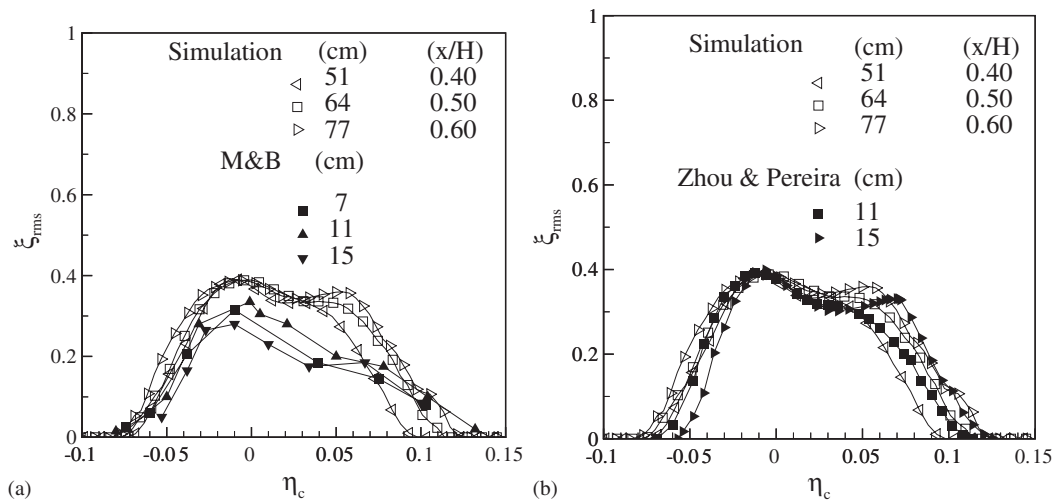 (a)
1
0.8
0.6
0.4
0.2
0
ξrms
-0.1 -0.05 0 0.05 0.1 0.15
ηc
Simulation (cm) (x/H)
51 0.40
64 0.50
77 0.60
M&B (cm)
7
11
15
(b)
1
0.8
0.6
0.4
0.2
0
ξrms
-0.1 -0.05 0 0.05 0.1 0.15
ηc
Simulation (cm) (x/H)
51 0.40
64 0.50
77 0.60
Zhou & Pereira (cm)
11
15